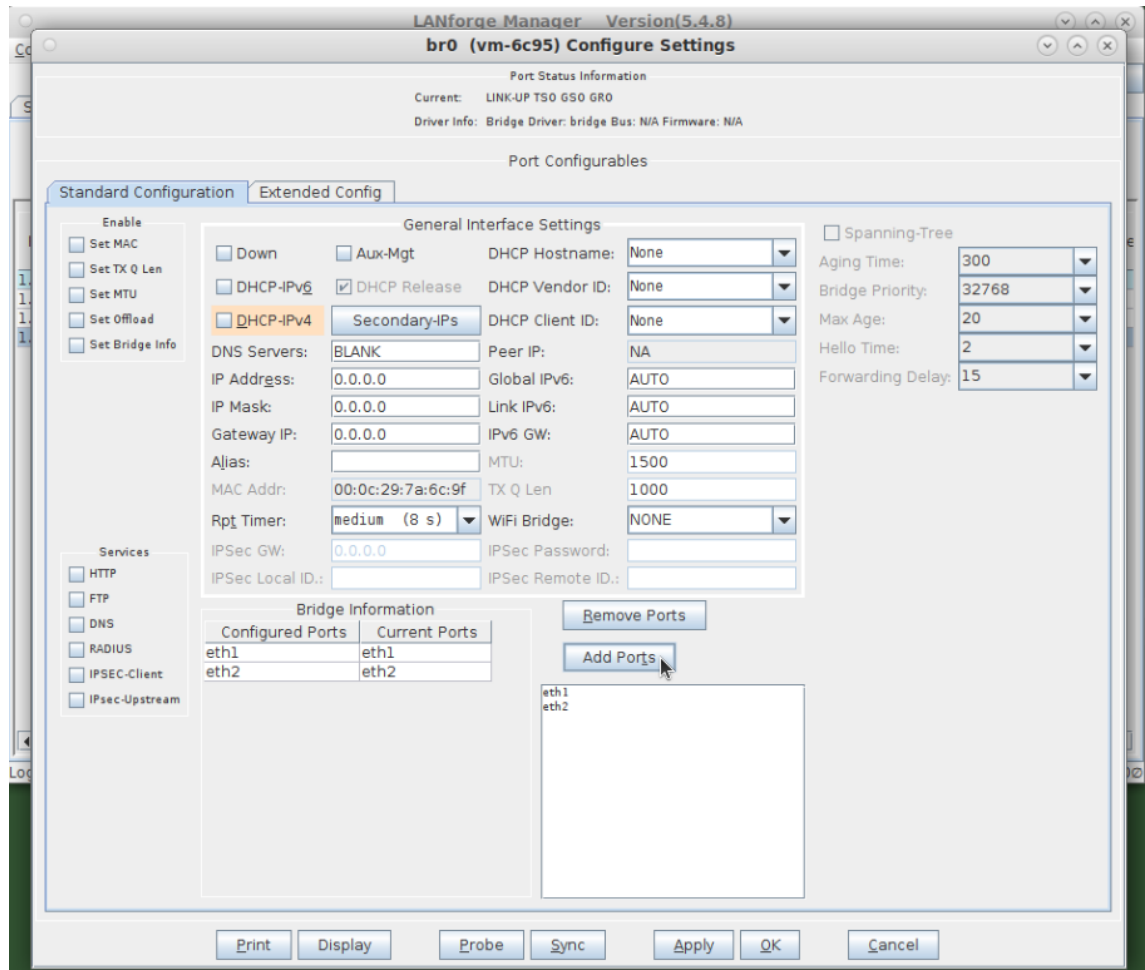 LANforge Manager Version(5.4.8)
br0 (vm-6c95) Configure Settings
Port Status Information
Current: LINK-UP TSO GSO GRO
Driver Info: Bridge Driver: bridge Bus: N/A Firmware: N/A
Port Configurables
Standard Configuration Extended Config
Enable
Set MAC
Set TX Q Len
Set MTU
Set Offload
Set Bridge Info
General Interface Settings
Down Aux-Mgt DHCP Hostname: None
DHCP-IPv6 DHCP Release DHCP Vendor ID: None
DHCP-IPv4 Secondary-IPs DHCP Client ID: None
DNS Servers: BLANK Peer IP: NA
IP Address: 0.0.0.0 Global IPv6: AUTO
IP Mask: 0.0.0.0 Link IPv6: AUTO
Gateway IP: 0.0.0.0 IPv6 GW: AUTO
Alias: MTU: 1500
MAC Addr: 00:0c:29:7a:6c:9f TX Q Len 1000
Rpt Timer: medium (8 s) WiFi Bridge: NONE
IPSec GW: 0.0.0.0 IPSec Password:
IPSec Local ID.: IPSec Remote ID.:
Spanning-Tree
Aging Time: 300
Bridge Priority: 32768
Max Age: 20
Hello Time: 2
Forwarding Delay: 15
Services
HTTP
FTP
DNS
RADIUS
IPSEC-Client
IPsec-Upstream
Bridge Information
Configured Ports Current Ports
eth1 eth1
eth2 eth2
Remove Ports
Add Ports
eth1
eth2
Print Display Probe Sync Apply OK Cancel